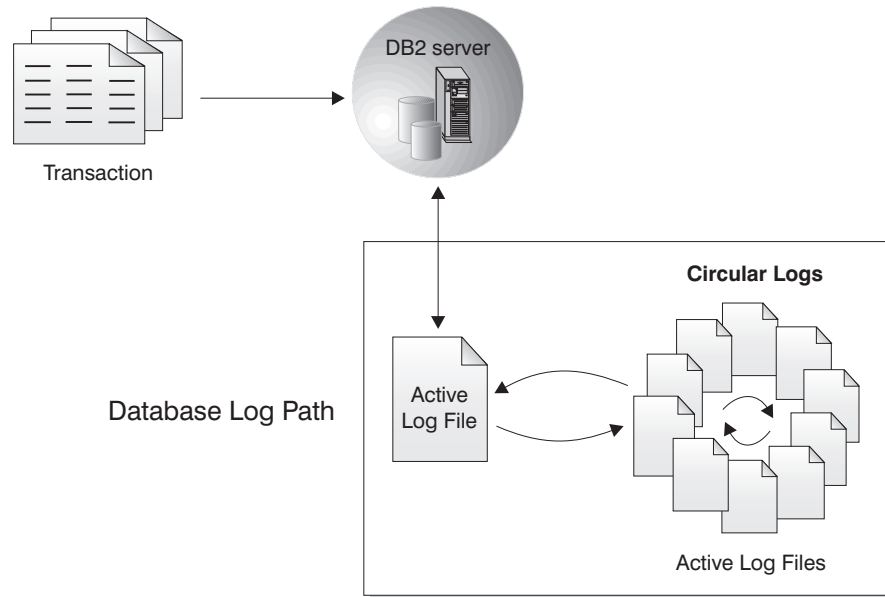 DB2 server
Transaction
Circular Logs
Active
Log File
Database Log Path
Active Log Files